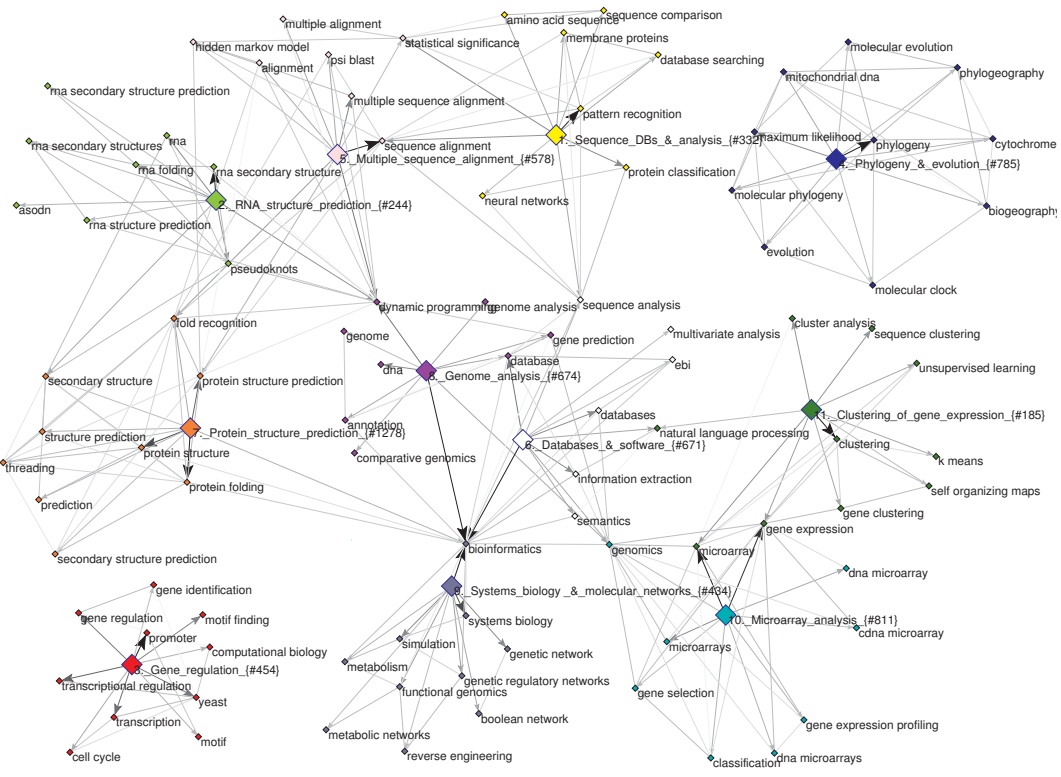 amino acid sequence
sequence comparison
multiple alignment
hidden markov model
statistical significance
membrane proteins
molecular evolution
alignment
psi blast
database searching
mitochondrial dna
phylogeography
rna secondary structure prediction
multiple sequence alignment
pattern recognition
rna secondary structures
rna
sequence alignment
1._Sequence_DBs_&_analysis_{#332}
maximum likelihood
phylogeny
cytochrome
5._Multiple_sequence_alignment_{#578}
4._Phylogeny_&_evolution_{#785}
rna folding
rna secondary structure
protein classification
asodn
2._RNA_structure_prediction_{#244}
neural networks
molecular phylogeny
biogeography
rna structure prediction
evolution
pseudoknots
molecular clock
dynamic programming
genome analysis
sequence analysis
fold recognition
genome
gene prediction
multivariate analysis
cluster analysis
sequence clustering
database
ebi
dna
8._Genome_analysis_{#674}
unsupervised learning
secondary structure
protein structure prediction
annotation
databases
11._Clustering_of_gene_expression_{#185}
structure prediction
7._Protein_structure_prediction_{#1278}
natural language processing
6._Databases_&_software_{#671}
clustering
protein structure
comparative genomics
k means
threading
information extraction
protein folding
self organizing maps
prediction
gene clustering
semantics
gene expression
secondary structure prediction
bioinformatics
genomics
microarray
dna microarray
gene identification
9._Systems_biology _&_molecular_networks_{#434}
gene regulation
motif finding
systems biology
10._Microarray_analysis_{#811}
cdna microarray
promoter
simulation
microarrays
computational biology
genetic network
3._Gene_regulation_{#454}
metabolism
transcriptional regulation
genetic regulatory networks
functional genomics
gene selection
yeast
transcription
boolean network
gene expression profiling
metabolic networks
motif
cell cycle
reverse engineering
classification
dna microarrays